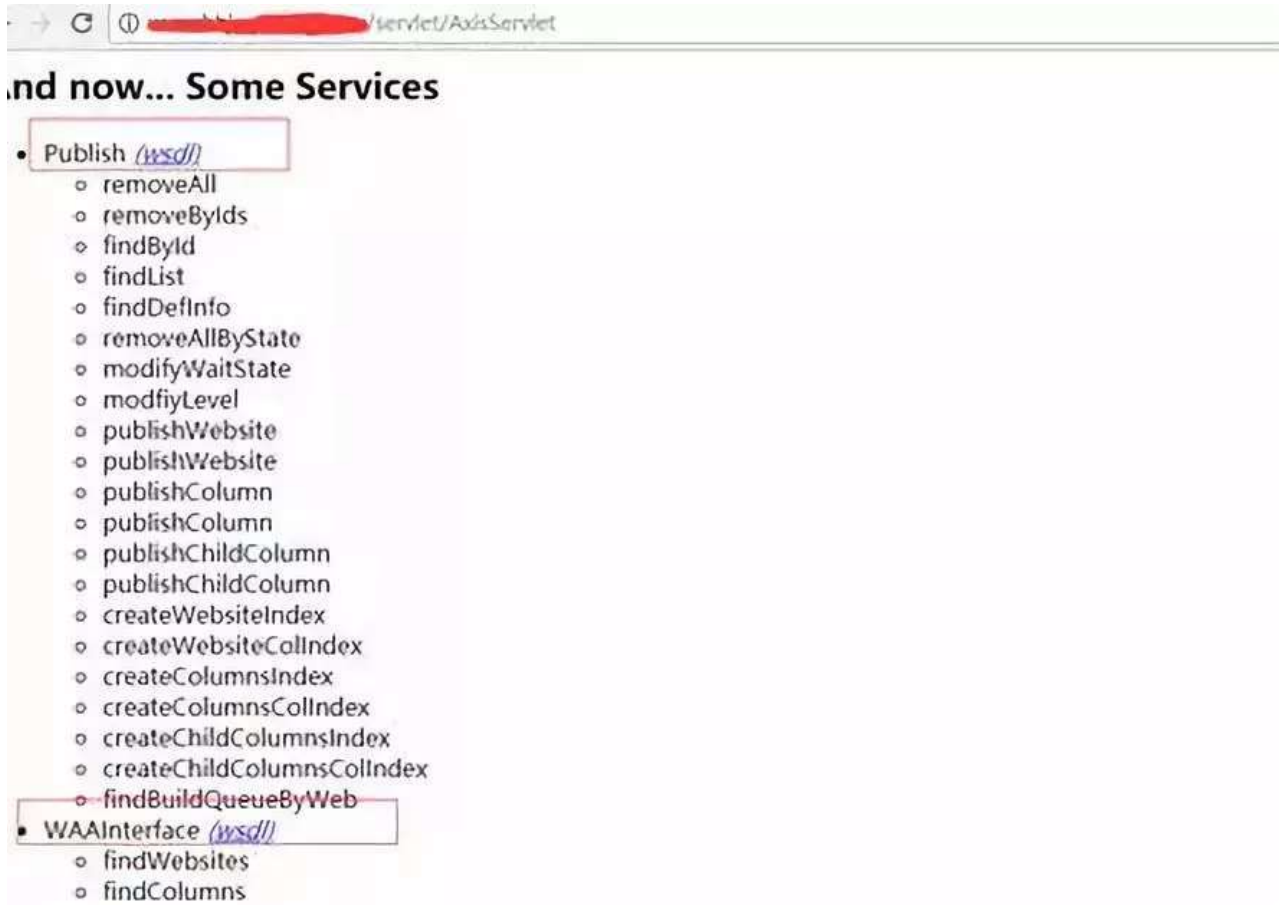 /servlet/AxisServlet
nd now... Some Services
Publish (wsdl)
removeAll
removeByIds
findById
findList
findDefInfo
removeAllByState
modifyWaitState
modfiyLevel
publishWebsite
publishWebsite
publishColumn
publishColumn
publishChildColumn
publishChildColumn
createWebsiteIndex
createWebsiteColIndex
createColumnsIndex
createColumnsColIndex
createChildColumnsIndex
createChildColumnsColIndex
findBuildQueueByWeb
WAAInterface (wsdl)
findWebsites
findColumns